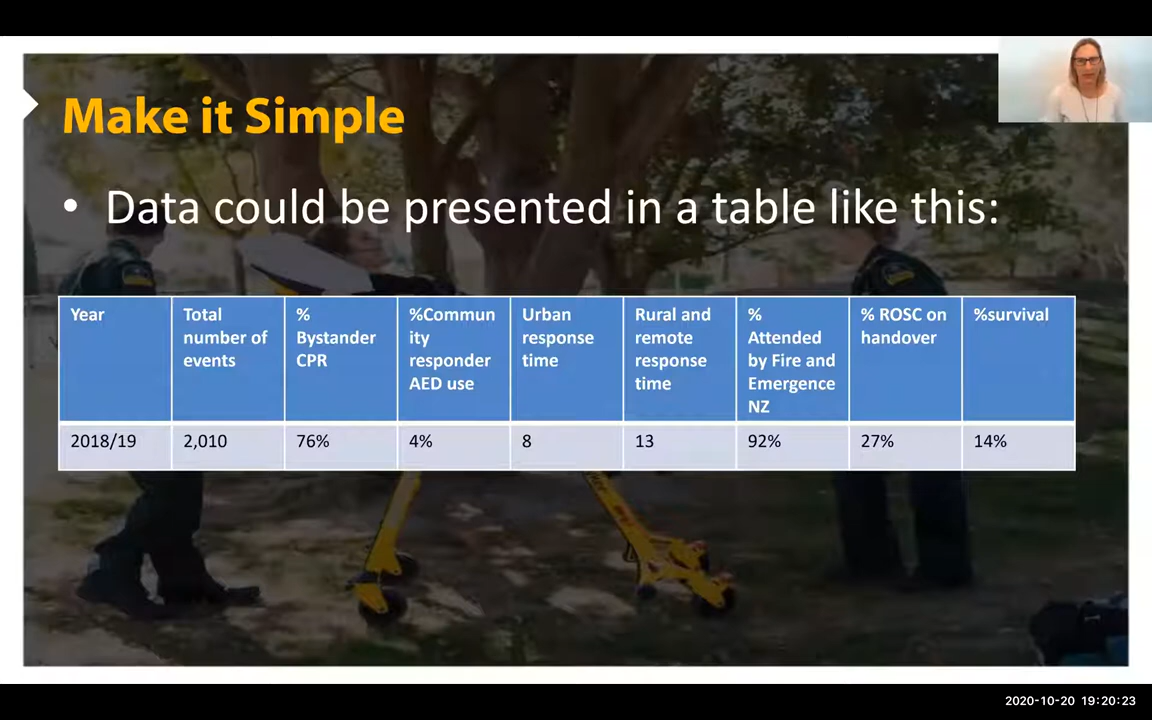 Make it Simple
• Data could be presented in a table like this:
Year
Total
number of
events
%
Bystander
CPR
%Commun
ity
responder
AED use
Urban
response
time
Rural and
remote
response
time
%
Attended
by Fire and
Emergence
NZ
% ROSC on
handover
%survival
2018/19
2,010
76%
4%
8
13
92%
27%
14%
2020-10-20 19:20:23